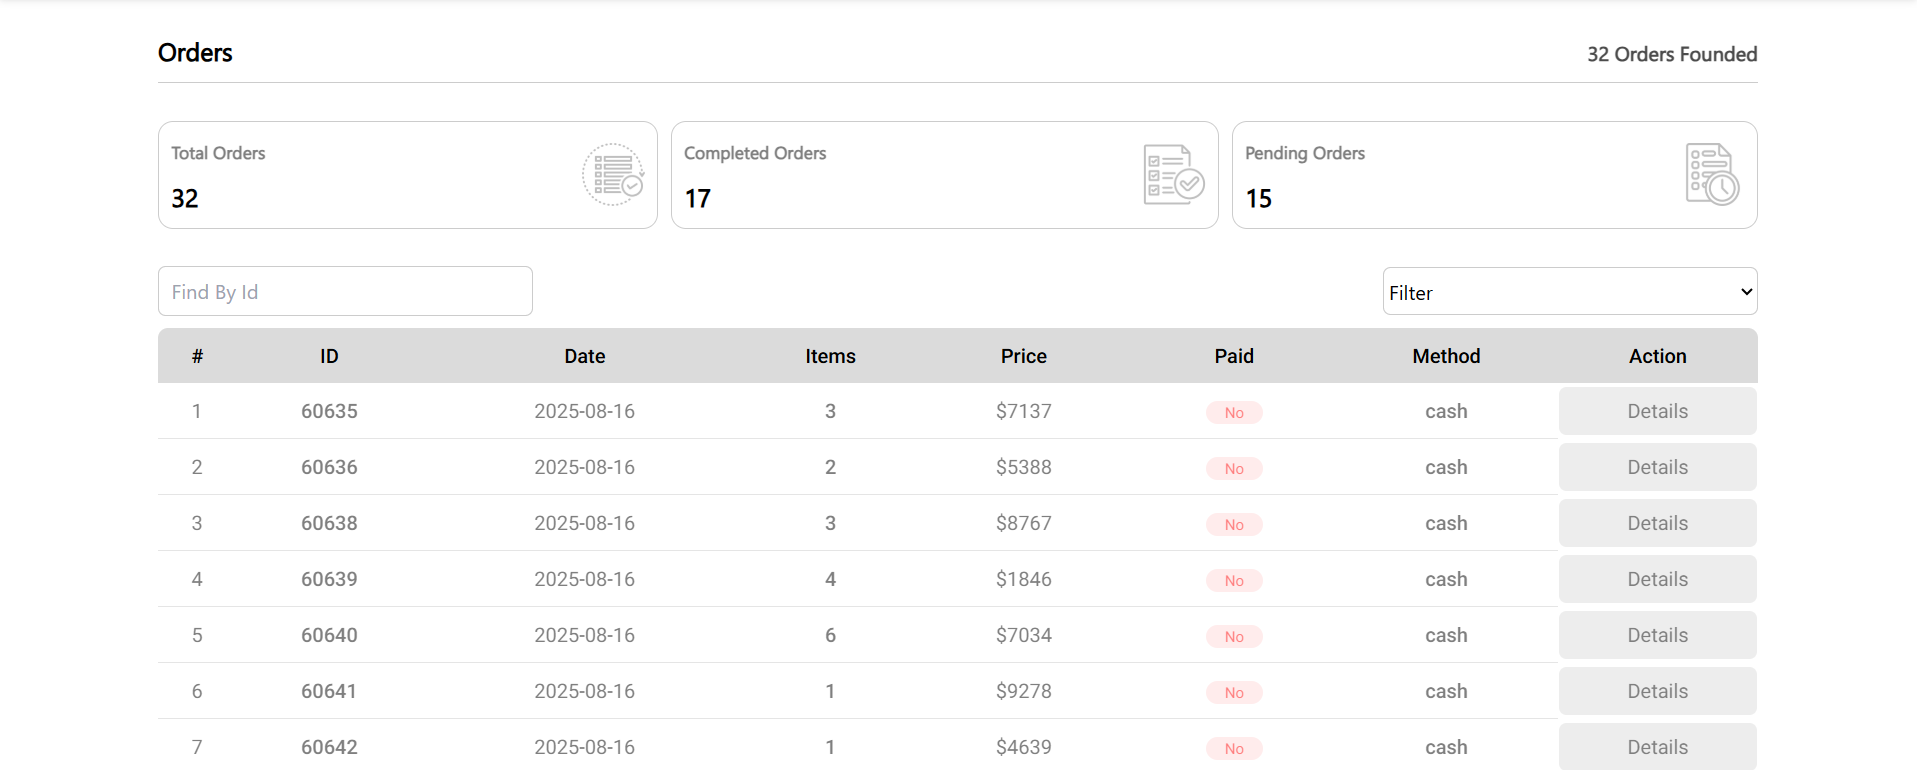 Orders
32 Orders Founded
Total Orders
32
Completed Orders
17
Pending Orders
15
Find By Id
Filter
# ID Date Items Price Paid Method Action
1 60635 2025-08-16 3 $7137 No cash Details
2 60636 2025-08-16 2 $5388 No cash Details
3 60638 2025-08-16 3 $8767 No cash Details
4 60639 2025-08-16 4 $1846 No cash Details
5 60640 2025-08-16 6 $7034 No cash Details
6 60641 2025-08-16 1 $9278 No cash Details
7 60642 2025-08-16 1 $4639 No cash Details